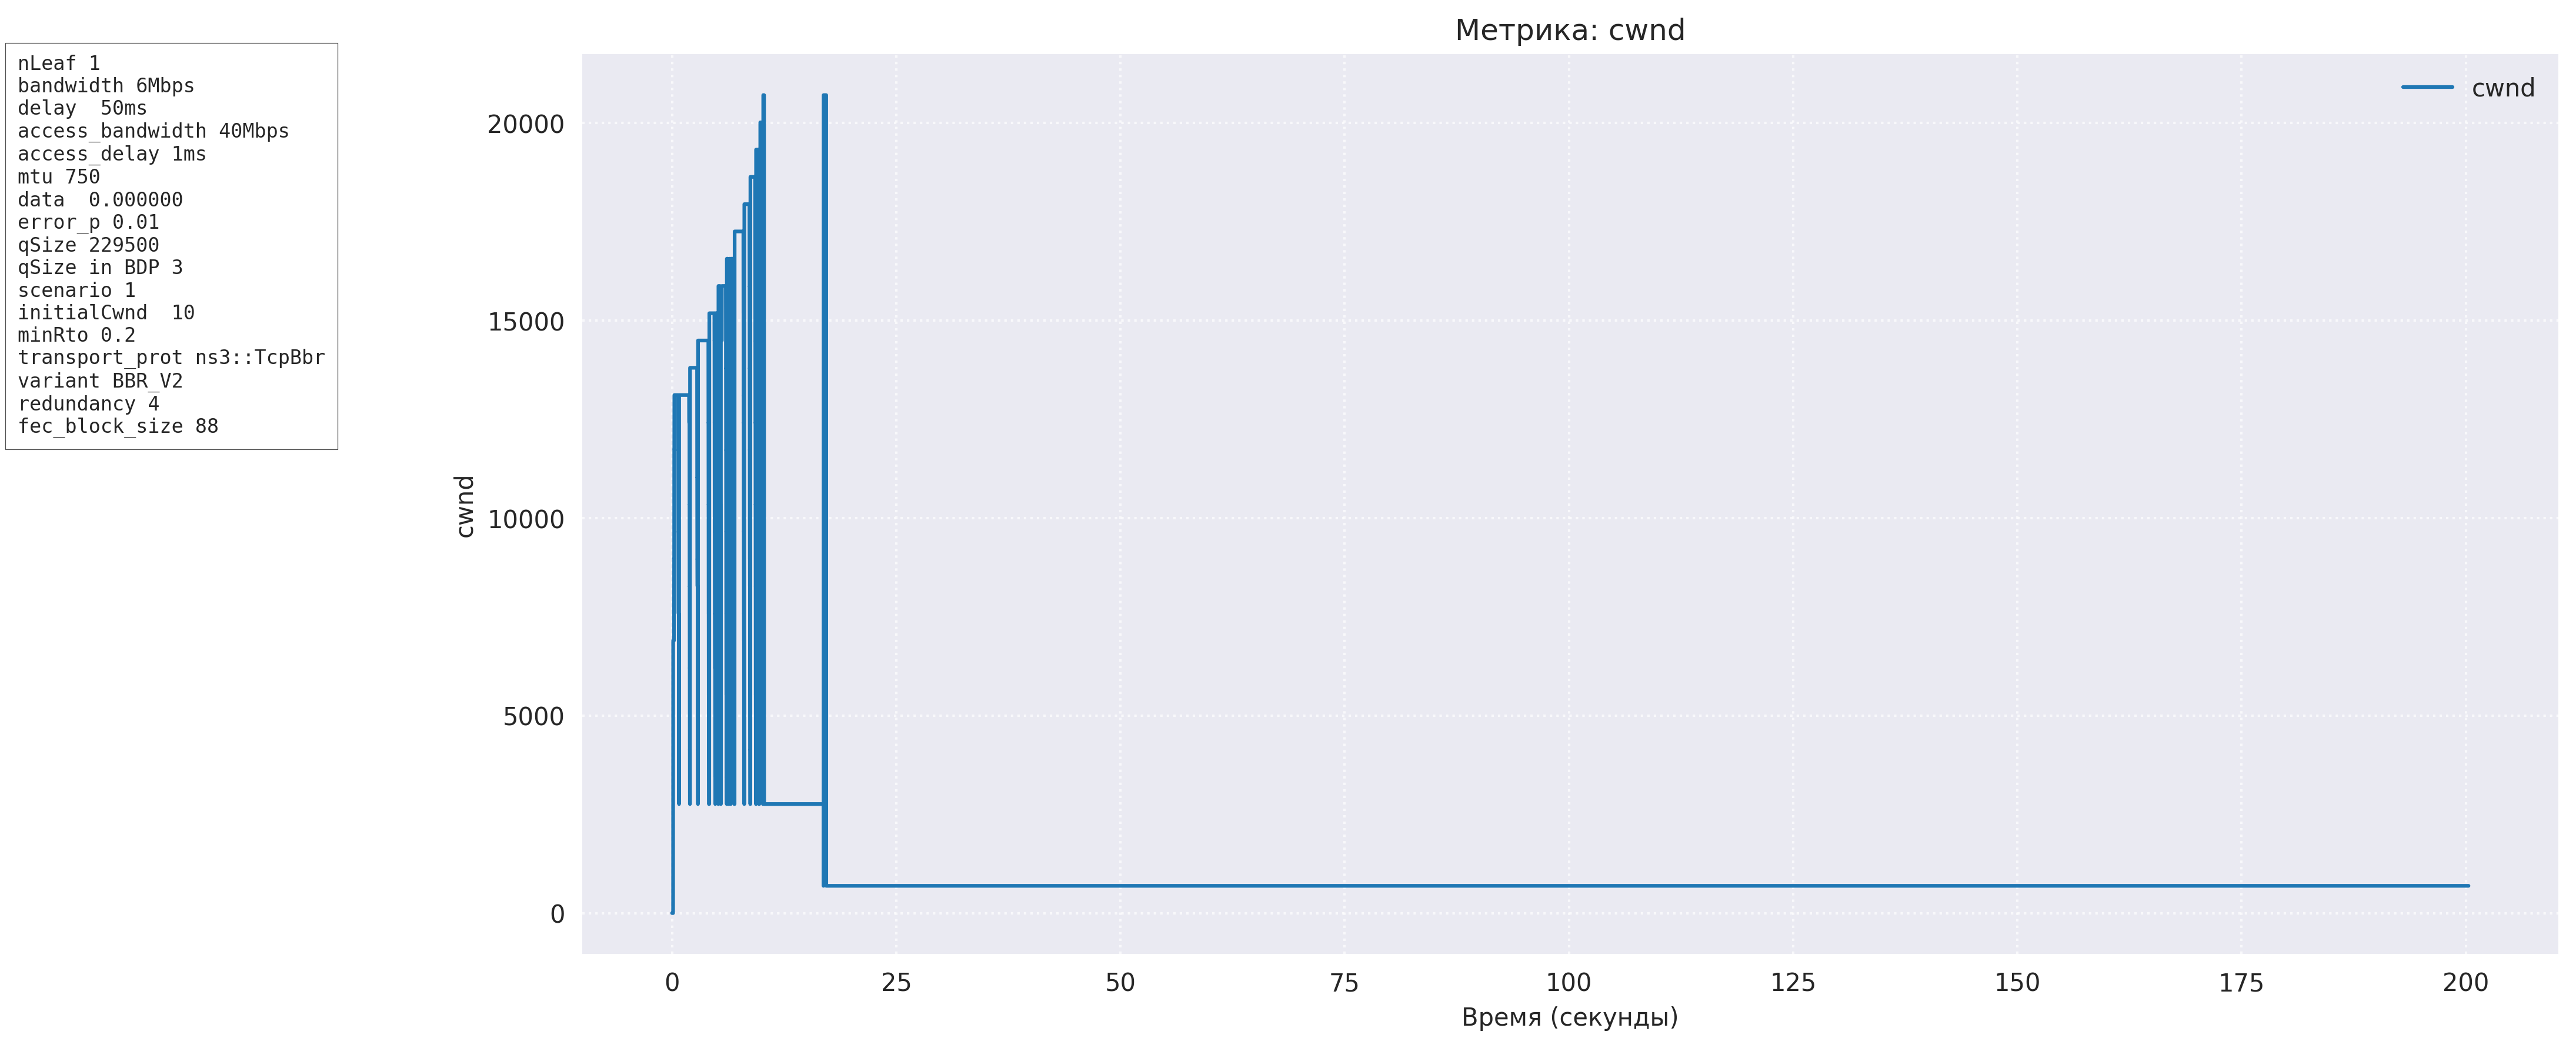 Метрика: cwnd
nLeaf 1
bandwidth 6Mbps
delay  50ms
access_bandwidth 40Mbps
access_delay 1ms
mtu 750
data  0.000000
error_p 0.01
qSize 229500
qSize in BDP 3
scenario 1
initialCwnd  10
minRto 0.2
transport_prot ns3::TcpBbr
variant BBR_V2
redundancy 4
fec_block_size 88
cwnd
20000
15000
10000
5000
0
cwnd
0 25 50 75 100 125 150 175 200
Время (секунды)